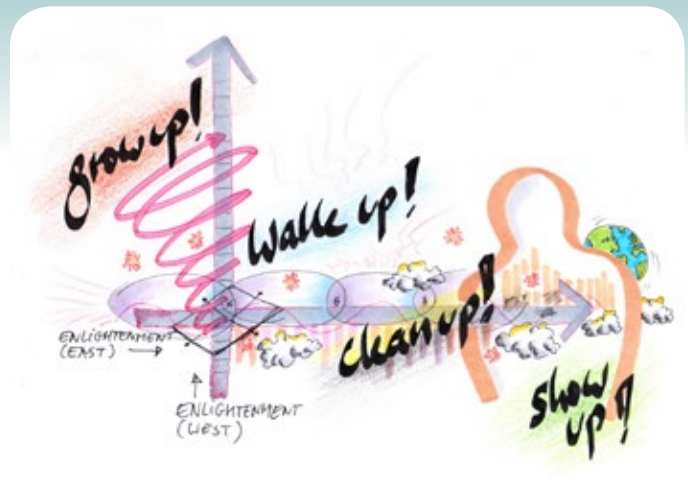 Grow up!
Wake up!
clean up!
ENLIGHTENMENT
(EAST)
ENLIGHTENMENT
(WEST)
show
up!